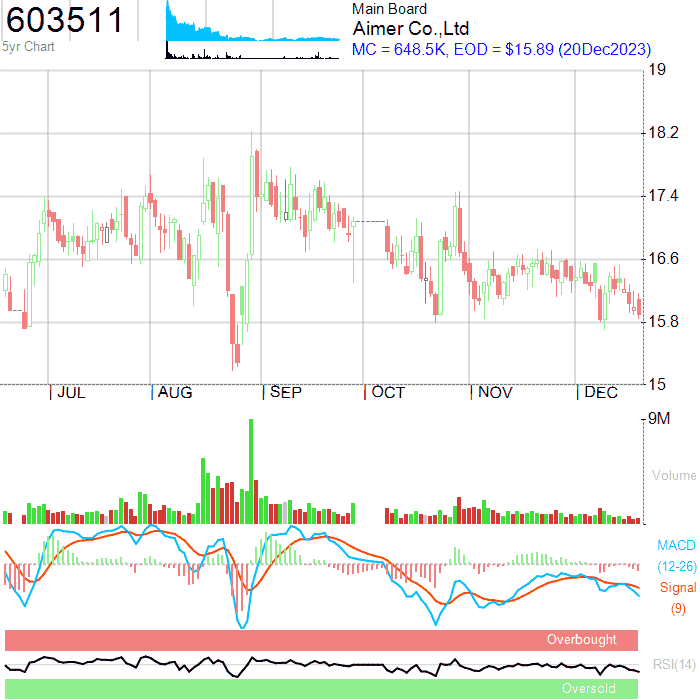 603511
5yr Chart
Main Board
Aimer Co.,Ltd
MC = 648.5K, EOD = $15.89 (20Dec2023)
19
18.2
17.4
16.6
15.8
15
JUL AUG SEP OCT NOV DEC
9M
Volume
MACD
(12-26)
Signal
(9)
Overbought
RSI(14)
Oversold